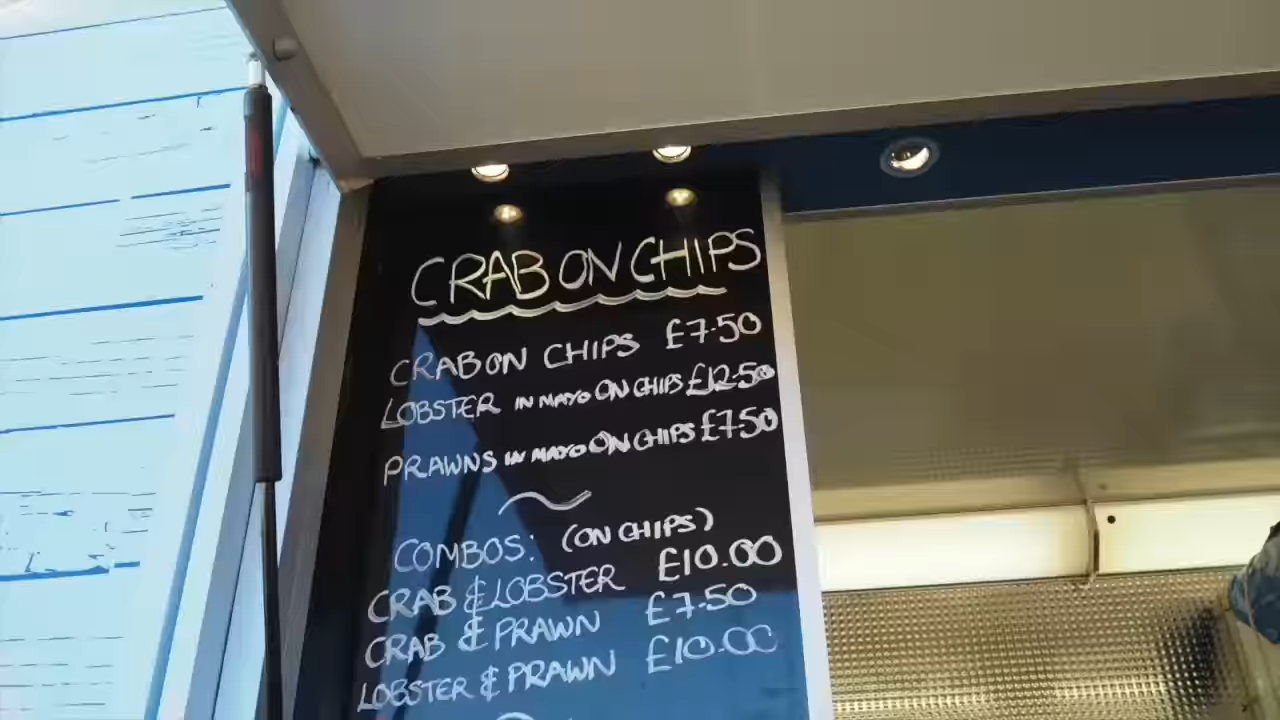 CRAB ON CHIPS
CRAB ON CHIPS £7.50
LOBSTER IN MAYO ON CHIPS £12.50
PRAWNS IN MAYO ON CHIPS £7.50
COMBOS: (ON CHIPS)
CRAB & LOBSTER £10.00
CRAB & PRAWN £7.50
LOBSTER & PRAWN £10.00